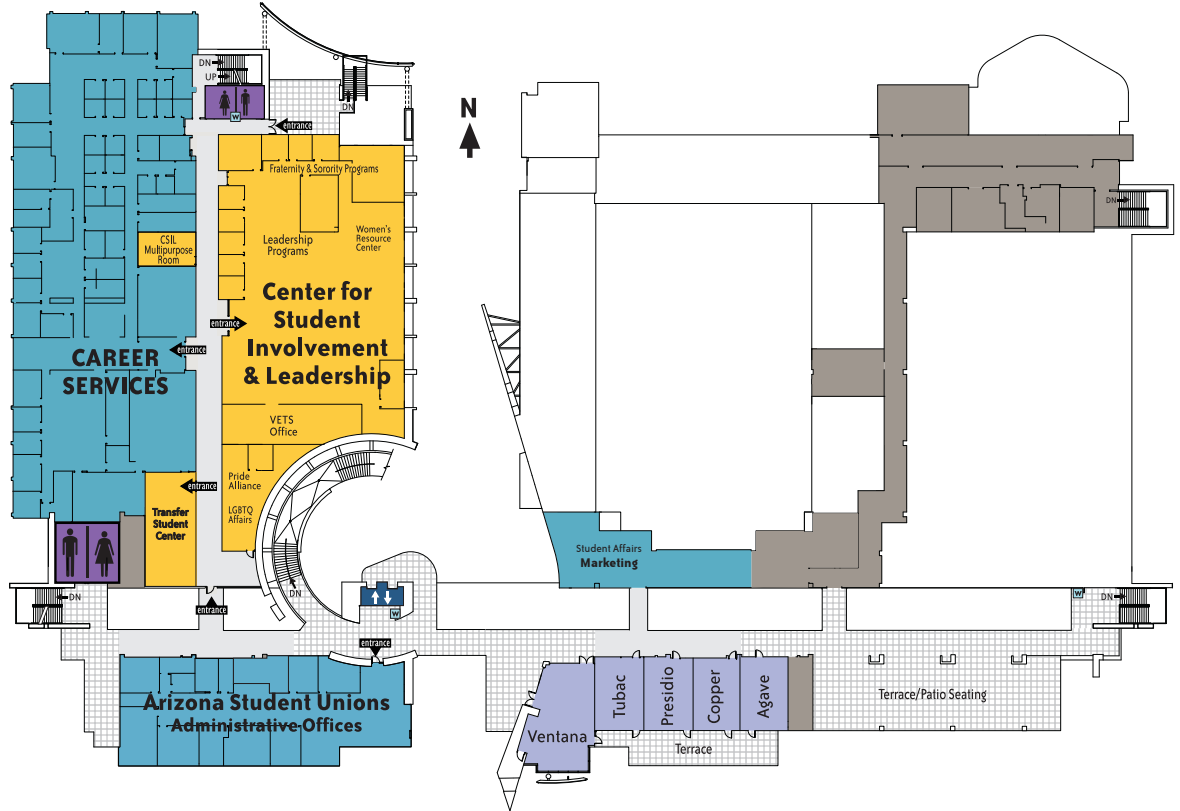 DN
UP
W
DN
entrance
N
Fraternity & Sorority Programs
DN
CSIL
Multipurpose
Room
Leadership
Programs
Women's
Resource
Center
Center for
Student
Involvement
& Leadership
entrance
entrance
CAREER
SERVICES
VETS
Office
Pride
Alliance
entrance
LGBTQ
Affairs
Transfer
Student
Center
Student Affairs
Marketing
DN
DN
W
DN
W
entrance
entrance
Arizona Student Unions
Administrative Offices
Tubac
Presidio
Copper
Agave
Terrace/Patio Seating
Ventana
Terrace